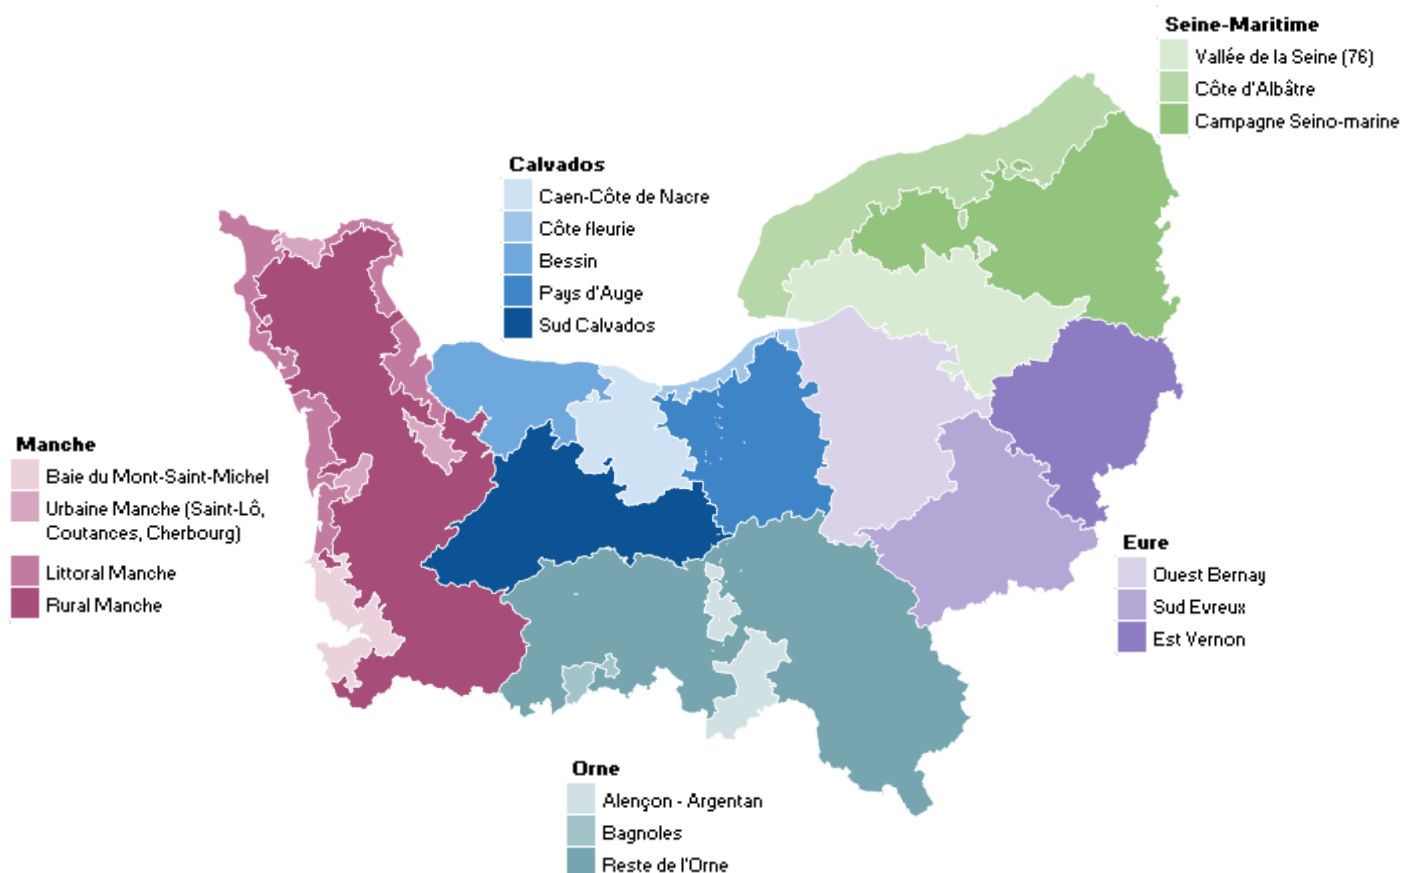 Seine-Maritime
Vallée de la Seine (76)
Côte d'Albâtre
Campagne Seino-marine
Calvados
Caen-Côte de Nacre
Côte fleurie
Bessin
Pays d'Auge
Sud Calvados
Manche
Baie du Mont-Saint-Michel
Urbaine Manche (Saint-Lô,
Coutances, Cherbourg)
Littoral Manche
Rural Manche
Eure
Ouest Bernay
Sud Evreux
Est Vernon
Orne
Alençon - Argentan
Bagnoles
Reste de l'Orne